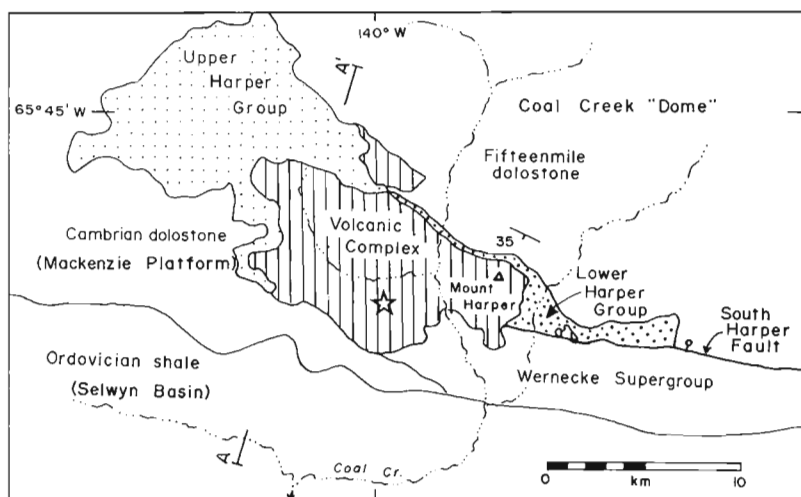 140° W
Upper
Harper
Group
A'
65° 45' W
Coal Creek "Dome"
Fifteenmile
dolostone
Volcanic
Complex
35
Cambrian dolostone
(Mackenzie Platform)
Mount
Harper
Lower
Harper
Group
South
Harper
Fault
Ordovician shale
(Selwyn Basin)
Wernecke Supergroup
A
Coal Cr.
0
10
km
140° W